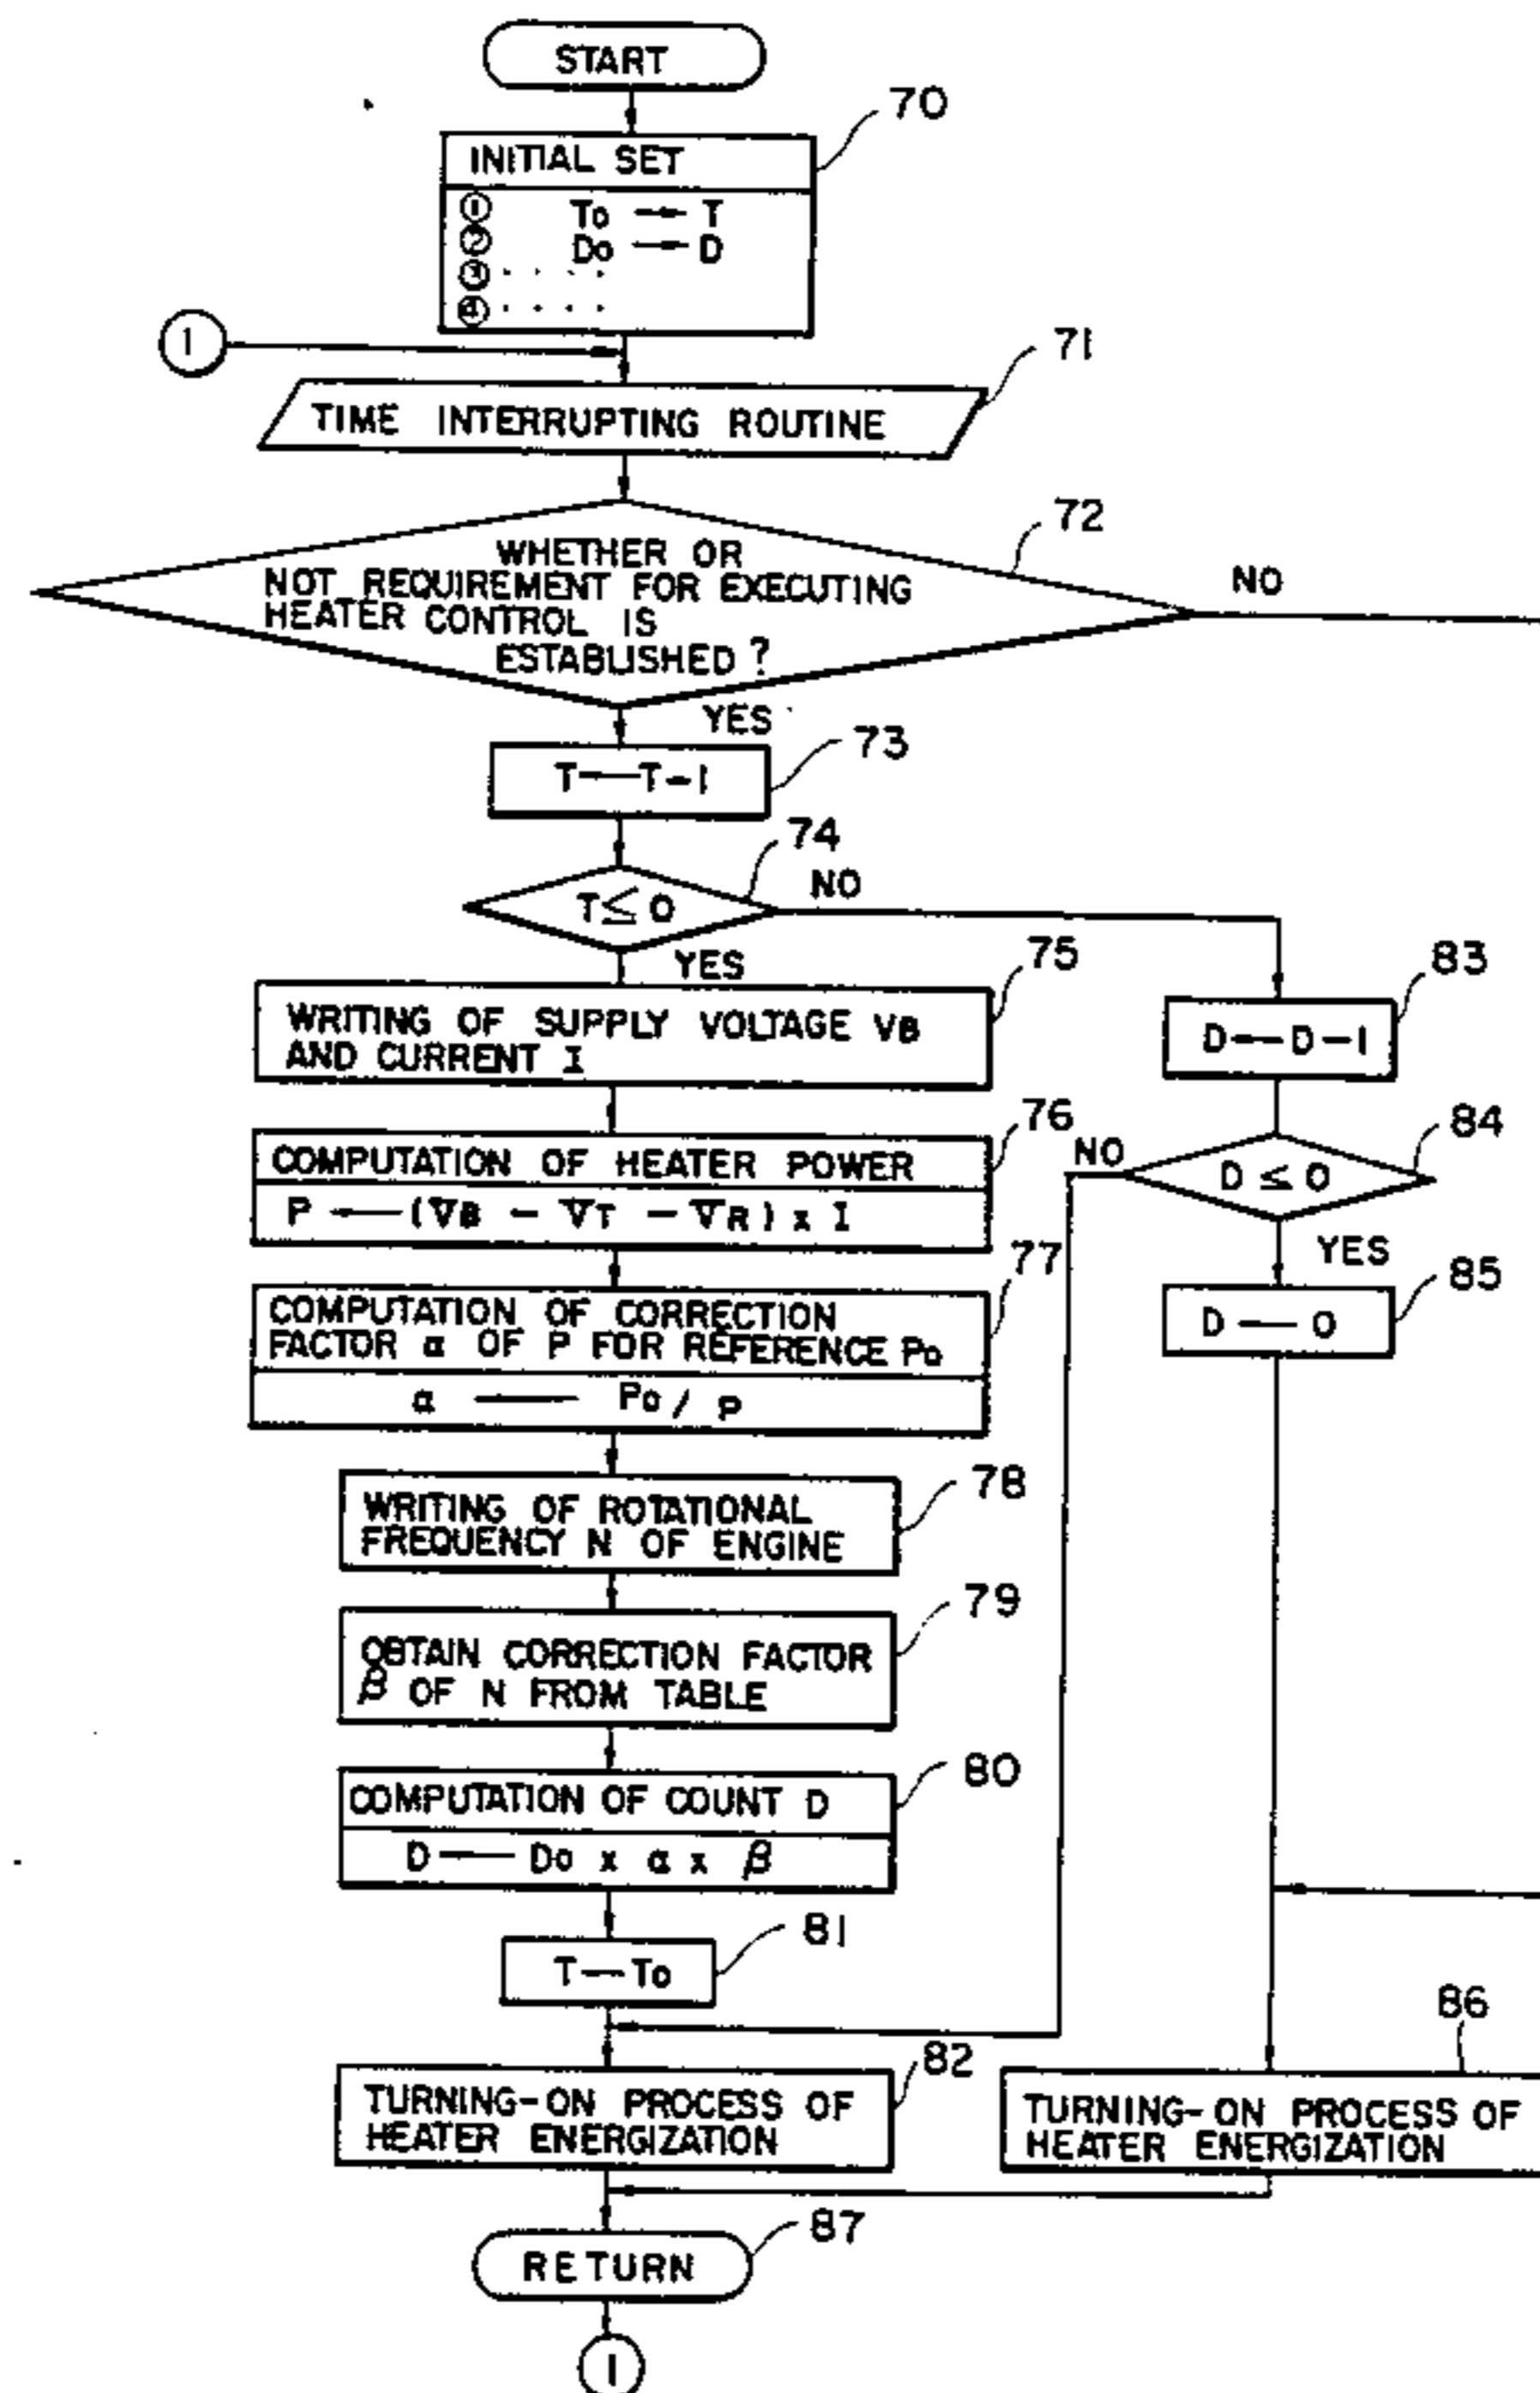 START
70
INITIAL SET
① To → T
② Do → D
③ · · · ·
④ · · · ·
1
71
TIME INTERRUPTING ROUTINE
72
WHETHER OR
NOT REQUIREMENT FOR EXECUTING
HEATER CONTROL IS
ESTABLISHED?
NO
YES
73
T — T - 1
74
T ≤ 0
NO
YES
75
WRITING OF SUPPLY VOLTAGE VB
AND CURRENT I
83
D — D - 1
76
COMPUTATION OF HEATER POWER
P — (VB - VT - VR) x I
84
NO
D ≤ 0
YES
77
COMPUTATION OF CORRECTION
FACTOR α OF P FOR REFERENCE Po
α — Po / P
85
D — 0
78
WRITING OF ROTATIONAL
FREQUENCY N OF ENGINE
79
OBTAIN CORRECTION FACTOR
β OF N FROM TABLE
80
COMPUTATION OF COUNT D
D — Do x α x β
81
T — To
82
TURNING-ON PROCESS OF
HEATER ENERGIZATION
86
TURNING-ON PROCESS OF
HEATER ENERGIZATION
87
RETURN
1